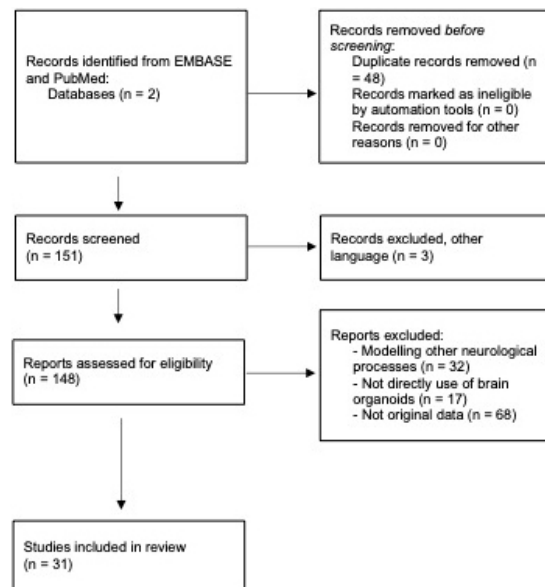 Records identified from EMBASE
and PubMed:
Databases (n = 2)
Records removed before
screening:
Duplicate records removed (n
= 48)
Records marked as ineligible
by automation tools (n = 0)
Records removed for other
reasons (n = 0)
Records screened
(n = 151)
Records excluded, other
language (n = 3)
Reports assessed for eligibility
(n = 148)
Reports excluded:
- Modelling other neurological
processes (n = 32)
- Not directly use of brain
organoids (n = 17)
- Not original data (n = 68)
Studies included in review
(n = 31)